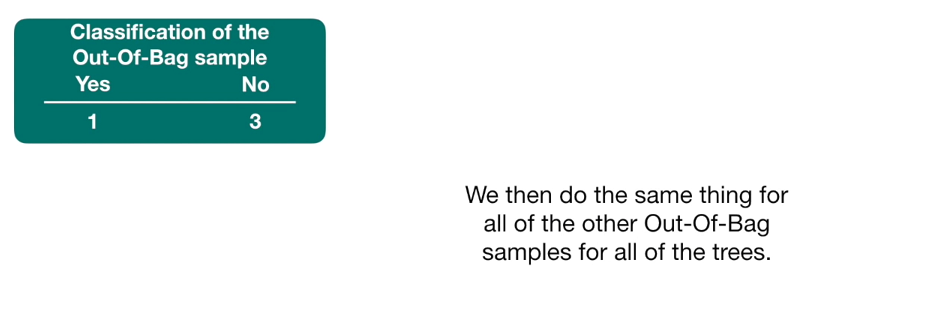 Classification of the
Out-Of-Bag sample
Yes No
1 3
We then do the same thing for
all of the other Out-Of-Bag
samples for all of the trees.